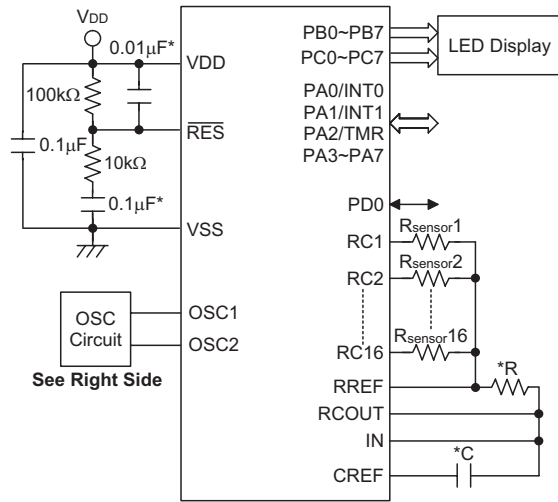 VDD
0.01μF*
VDD
100kΩ
RES
0.1μF
10kΩ
0.1μF*
VSS
OSC
Circuit
OSC1
OSC2
See Right Side
PB0~PB7
PC0~PC7
LED Display
PA0/INT0
PA1/INT1
PA2/TMR
PA3~PA7
PD0
RC1
Rsensor1
RC2
Rsensor2
RC16
Rsensor16
RREF
*R
RCOUT
IN
CREF
*C